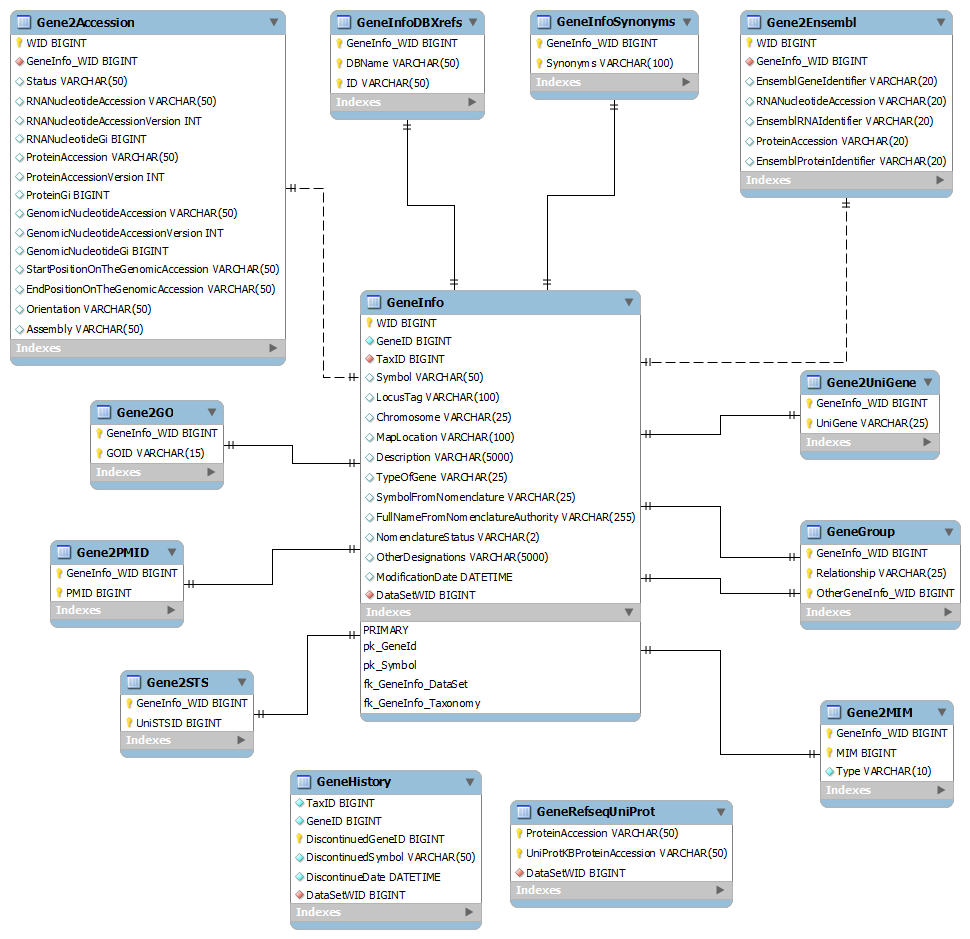 Gene2Accession
WID BIGINT
GeneInfo_WID BIGINT
Status VARCHAR(50)
RNANucleotideAccession VARCHAR(50)
RNANucleotideAccessionVersion INT
RNANucleotideGi BIGINT
ProteinAccession VARCHAR(50)
ProteinAccessionVersion INT
ProteinGi BIGINT
GenomicNucleotideAccession VARCHAR(50)
GenomicNucleotideAccessionVersion INT
GenomicNucleotideGi BIGINT
StartPositionOnTheGenomicAccession VARCHAR(50)
EndPositionOnTheGenomicAccession VARCHAR(50)
Orientation VARCHAR(50)
Assembly VARCHAR(50)
Indexes
GeneInfoDBXrefs
GeneInfo_WID BIGINT
DBName VARCHAR(50)
ID VARCHAR(50)
Indexes
GeneInfoSynonyms
GeneInfo_WID BIGINT
Synonyms VARCHAR(100)
Indexes
Gene2Ensembl
WID BIGINT
GeneInfo_WID BIGINT
EnsemblGeneIdentifier VARCHAR(20)
RNANucleotideAccession VARCHAR(20)
EnsemblRNAIdentifier VARCHAR(20)
ProteinAccession VARCHAR(20)
EnsemblProteinIdentifier VARCHAR(20)
Indexes
GeneInfo
WID BIGINT
GeneID BIGINT
TaxID BIGINT
Symbol VARCHAR(50)
LocusTag VARCHAR(100)
Chromosome VARCHAR(25)
MapLocation VARCHAR(100)
Description VARCHAR(5000)
TypeOfGene VARCHAR(25)
SymbolFromNomenclature VARCHAR(25)
FullNameFromNomenclatureAuthority VARCHAR(255)
NomenclatureStatus VARCHAR(2)
OtherDesignations VARCHAR(5000)
ModificationDate DATETIME
DataSetWID BIGINT
Indexes
PRIMARY
pk_GeneId
pk_Symbol
fk_GeneInfo_DataSet
fk_GeneInfo_Taxonomy
Gene2GO
GeneInfo_WID BIGINT
GOID VARCHAR(15)
Indexes
Gene2UniGene
GeneInfo_WID BIGINT
UniGene VARCHAR(25)
Indexes
Gene2PMID
GeneInfo_WID BIGINT
PMID BIGINT
Indexes
GeneGroup
GeneInfo_WID BIGINT
Relationship VARCHAR(25)
OtherGeneInfo_WID BIGINT
Indexes
Gene2STS
GeneInfo_WID BIGINT
UniSTSID BIGINT
Indexes
Gene2MIM
GeneInfo_WID BIGINT
MIM BIGINT
Type VARCHAR(10)
Indexes
GeneHistory
TaxID BIGINT
GeneID BIGINT
DiscontinuedGeneID BIGINT
DiscontinuedSymbol VARCHAR(50)
DiscontinueDate DATETIME
DataSetWID BIGINT
Indexes
GeneRefseqUniProt
ProteinAccession VARCHAR(50)
UniProtKBProteinAccession VARCHAR(50)
DataSetWID BIGINT
Indexes